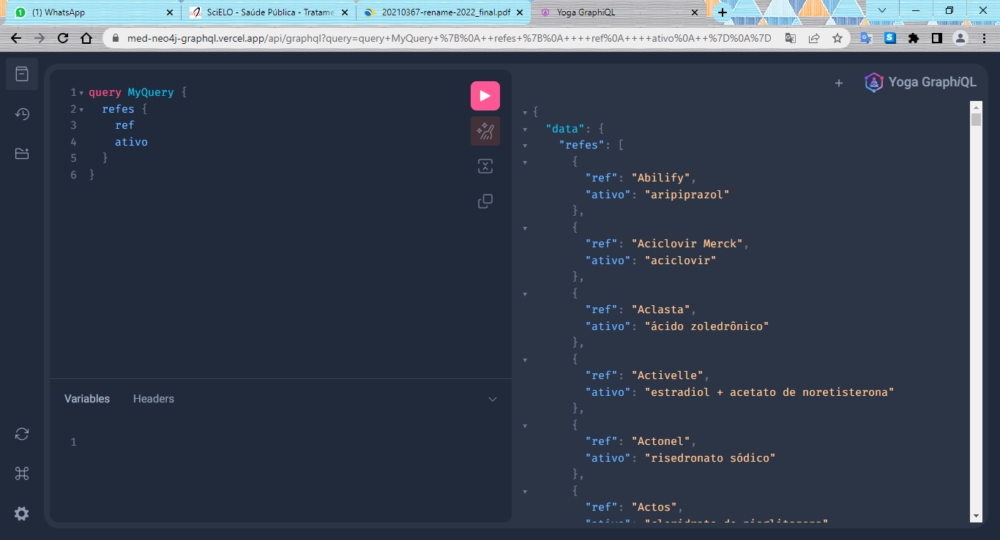 (1) WhatsApp
SciELO - Saúde Pública - Tratame
20210367-rename-2022_final.pdf
Yoga GraphiQL
med-neo4j-graphql.vercel.app/api/graphql?query=query+MyQuery+%7B%0A++refes+%7B%0A++++ref%0A++++ativo%0A++%7D%0A%7D
Yoga GraphiQL
1 query MyQuery {
2 refes {
3 ref
4 ativo
5 }
6 }
Variables Headers
1
{
"data": {
"refes": [
{
"ref": "Abilify",
"ativo": "aripiprazol"
},
{
"ref": "Aciclovir Merck",
"ativo": "aciclovir"
},
{
"ref": "Aclasta",
"ativo": "ácido zoledrônico"
},
{
"ref": "Activelle",
"ativo": "estradiol + acetato de noretisterona"
},
{
"ref": "Actonel",
"ativo": "risedronato sódico"
},
{
"ref": "Actos",